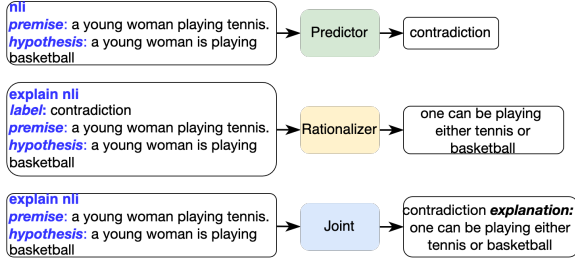 nli
premise: a young woman playing tennis.
hypothesis: a young woman is playing
basketball
Predictor
contradiction
explain nli
label: contradiction
premise: a young woman playing tennis.
hypothesis: a young woman is playing
basketball
Rationalizer
one can be playing
either tennis or
basketball
explain nli
premise: a young woman playing tennis.
hypothesis: a young woman is playing
basketball
Joint
contradiction explanation:
one can be playing either
tennis or basketball